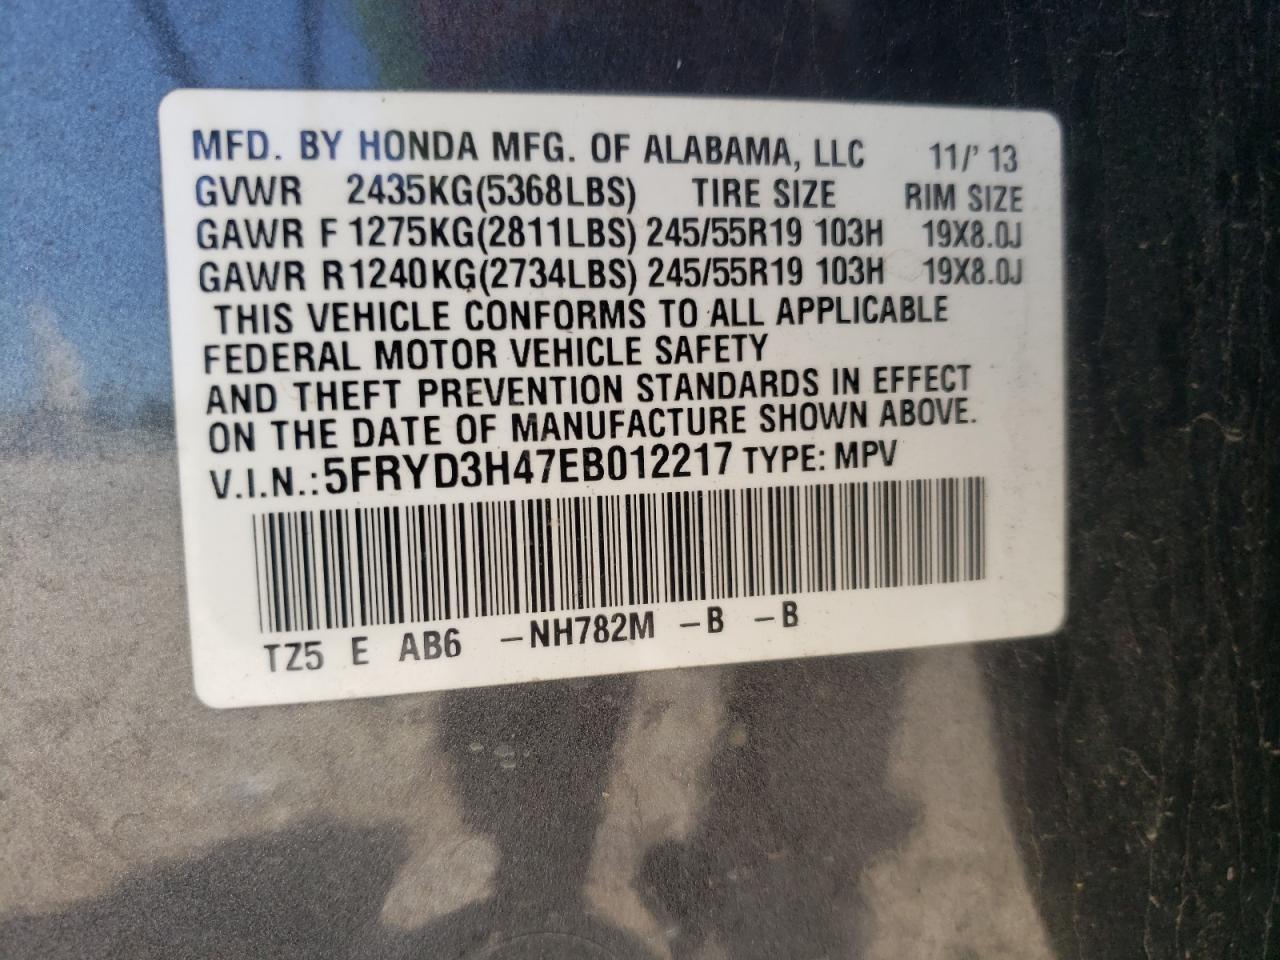 MFD. BY HONDA MFG. OF ALABAMA, LLC 11/' 13
GVWR 2435KG(5368LBS) TIRE SIZE RIM SIZE
GAWR F 1275KG(2811LBS) 245/55R19 103H 19X8.0J
GAWR R 1240KG(2734LBS) 245/55R19 103H 19X8.0J
THIS VEHICLE CONFORMS TO ALL APPLICABLE
FEDERAL MOTOR VEHICLE SAFETY
AND THEFT PREVENTION STANDARDS IN EFFECT
ON THE DATE OF MANUFACTURE SHOWN ABOVE.
V.I.N.: 5FRYD3H47EB012217 TYPE: MPV
TZ5 E AB6 –NH782M –B –B